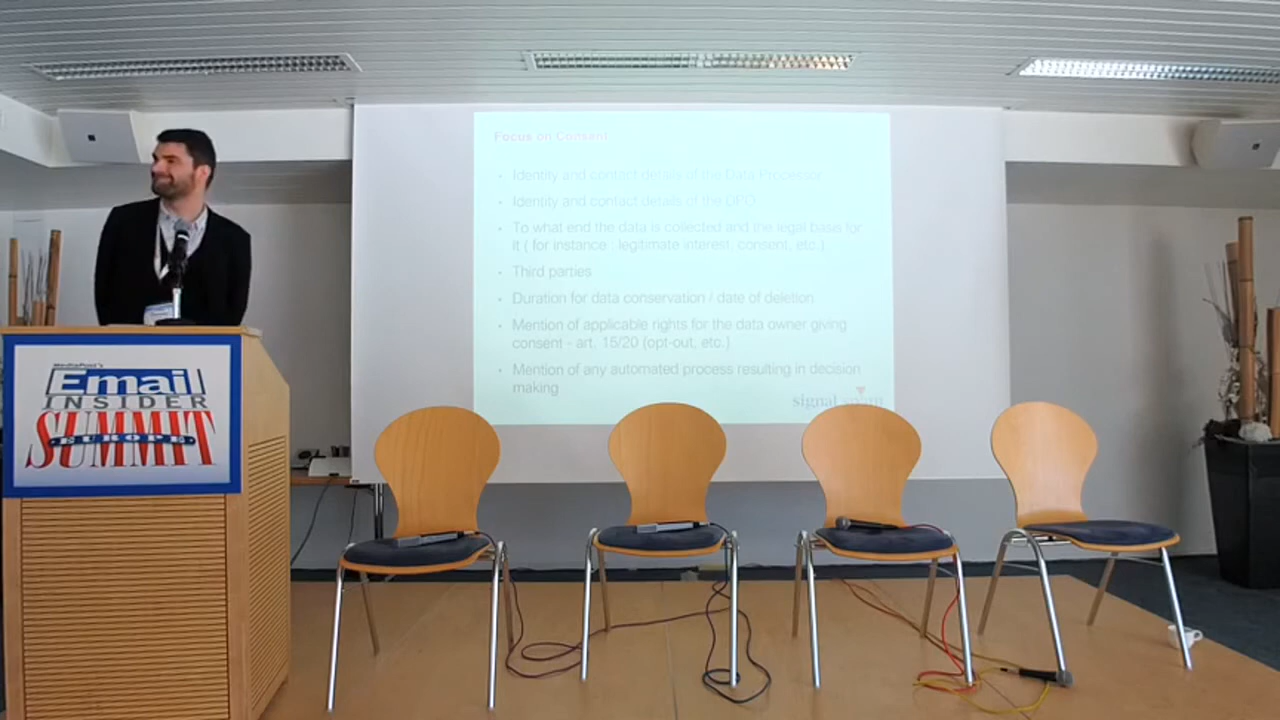 Focus on Consent
Identity and contact details of the Data Processor
Identity and contact details of the DPO
To what end the data is collected and the legal basis for
it ( for instance : legitimate interest, consent, etc.)
Third parties
Duration for data conservation / date of deletion
Mention of applicable rights for the data owner giving
consent - art. 15/20 (opt-out, etc.)
Mention of any automated process resulting in decision
making
signal spam
MediaPost's
Email
INSIDER
SUMMIT
EUROPE